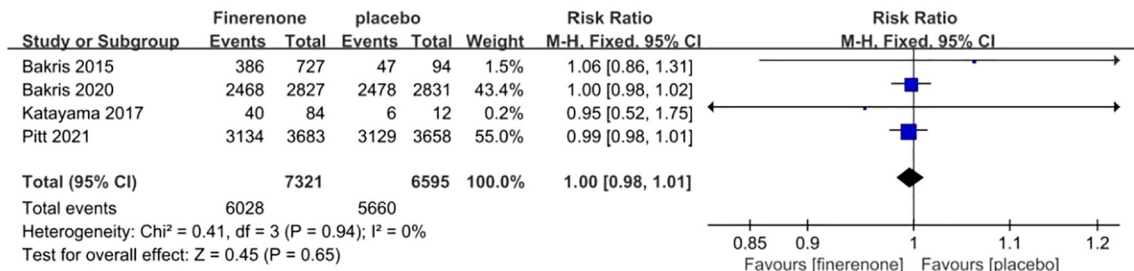 Finerenone placebo Risk Ratio Risk Ratio
Study or Subgroup Events Total Events Total Weight M-H, Fixed, 95% CI M-H, Fixed, 95% CI
Bakris 2015 386 727 47 94 1.5% 1.06 [0.86, 1.31]
Bakris 2020 2468 2827 2478 2831 43.4% 1.00 [0.98, 1.02]
Katayama 2017 40 84 6 12 0.2% 0.95 [0.52, 1.75]
Pitt 2021 3134 3683 3129 3658 55.0% 0.99 [0.98, 1.01]
Total (95% CI) 7321 6595 100.0% 1.00 [0.98, 1.01]
Total events 6028 5660
Heterogeneity: Chi² = 0.41, df = 3 (P = 0.94); I² = 0%
Test for overall effect: Z = 0.45 (P = 0.65)
0.85 0.9 1 1.1 1.2
Favours [finerenone] Favours [placebo]